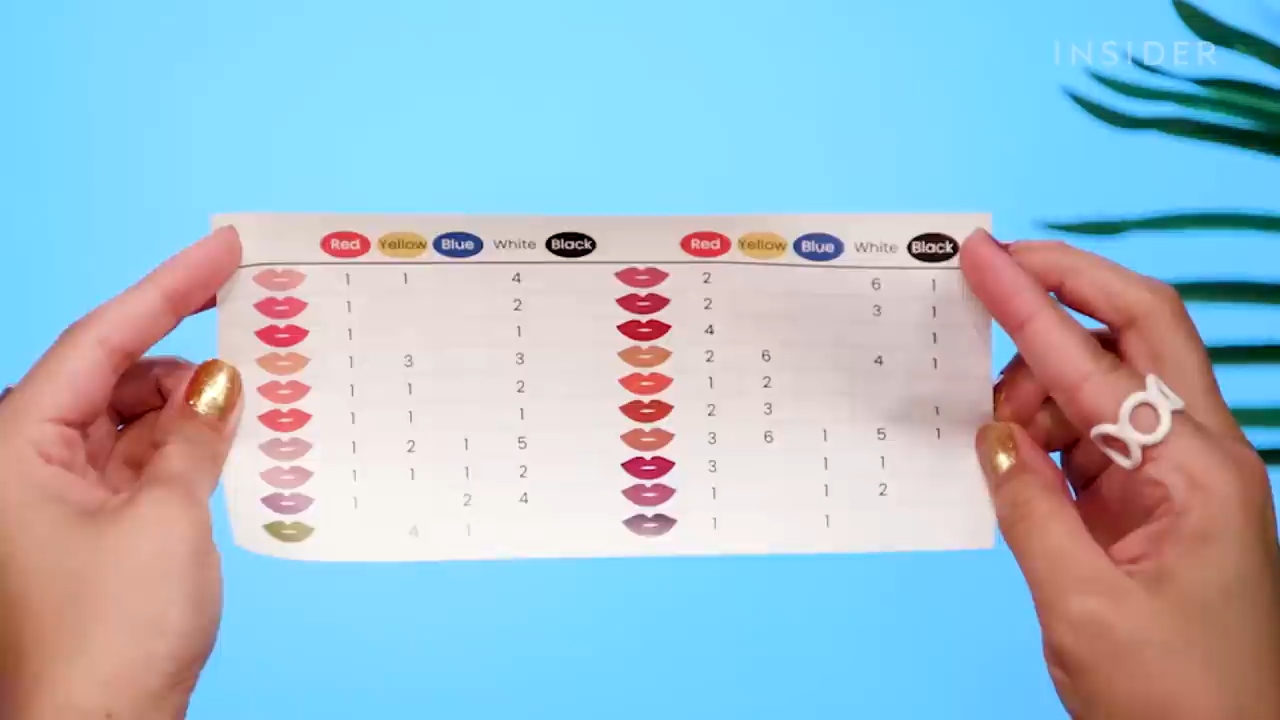 INSIDER
Red Yellow Blue White Black Red Yellow Blue White Black
1 1 4 2 6 1
1 2 2 3 1
1 1 4 1
1 3 3 2 6 4 1
1 1 2 1 2
1 1 1 2 3 1
1 2 1 5 3 6 1 5 1
1 1 1 2 3 1 1
1 2 4 1 1 2
4 1 1 1